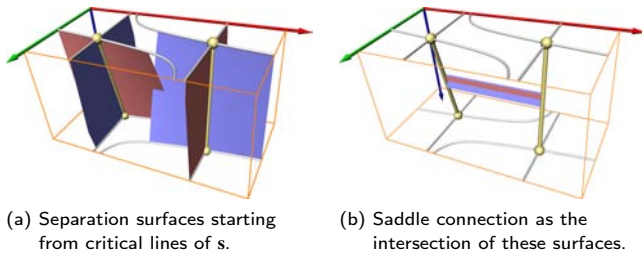 (a) Separation surfaces starting
from critical lines of s.
(b) Saddle connection as the
intersection of these surfaces.